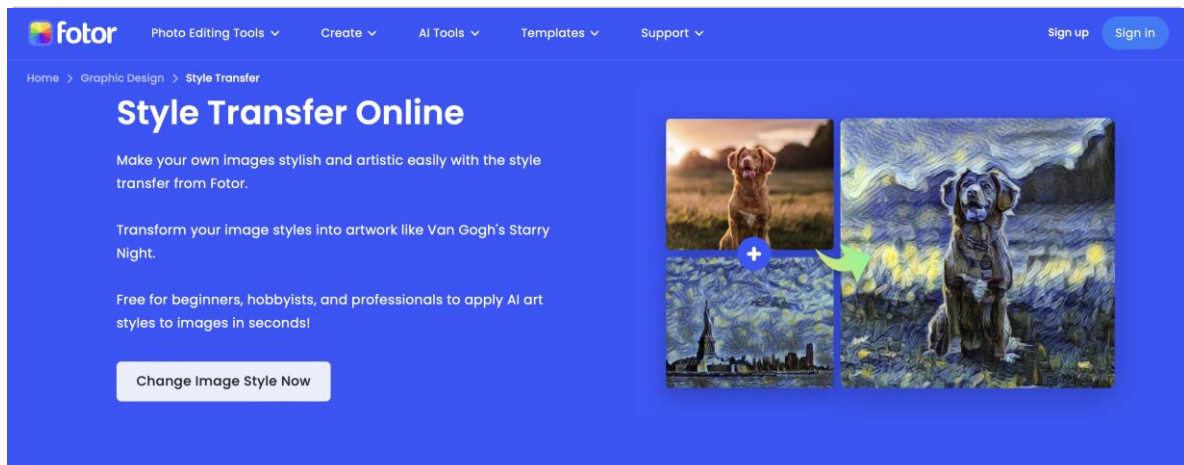 fotor
Photo Editing Tools
Create
AI Tools
Templates
Support
Sign up
Sign in
Home > Graphic Design > Style Transfer
Style Transfer Online
Make your own images stylish and artistic easily with the style
transfer from Fotor.
Transform your image styles into artwork like Van Gogh's Starry
Night.
Free for beginners, hobbyists, and professionals to apply AI art
styles to images in seconds!
Change Image Style Now